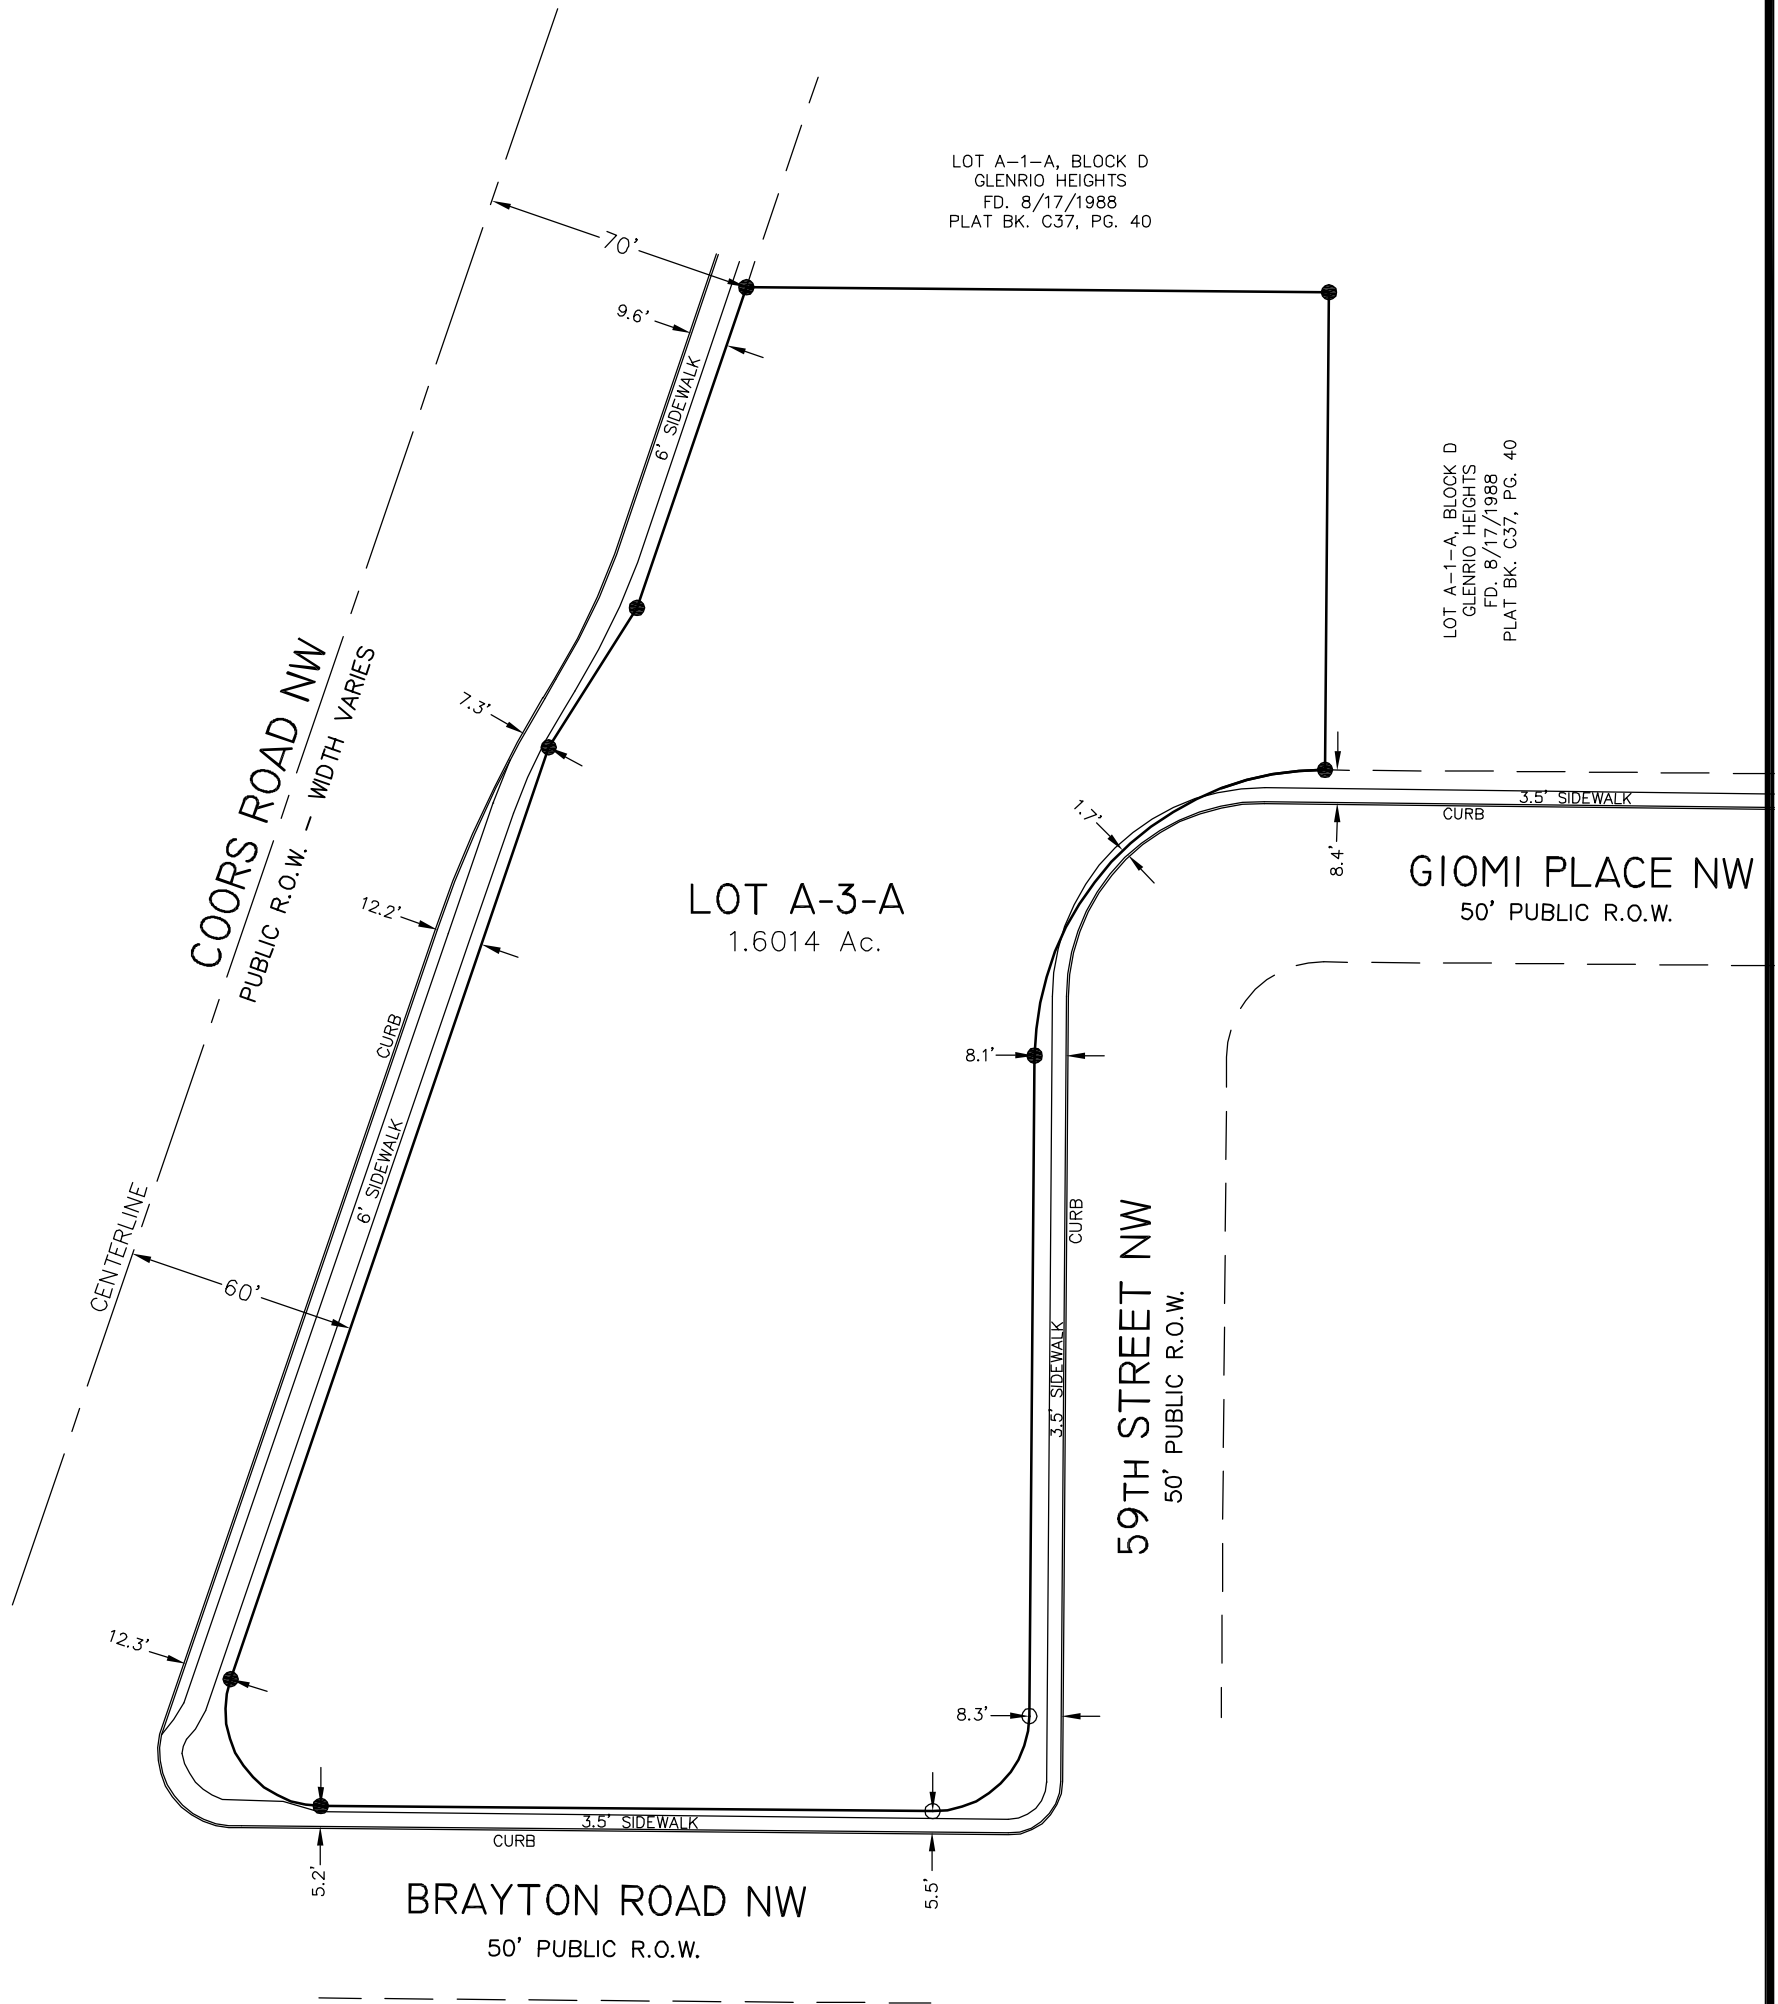 LOT A-1-A, BLOCK D
GLENRIO HEIGHTS
FD. 8/17/1988
PLAT BK. C37, PG. 40
70'
9.6'
6' SIDEWALK
LOT A-1-A, BLOCK D
GLENRIO HEIGHTS
FD. 8/17/1988
PLAT BK. C37, PG. 40
COORS ROAD NW
PUBLIC R.O.W. - WIDTH VARIES
7.3'
12.2'
1.7'
3.5' SIDEWALK
CURB
8.4'
GIOMI PLACE NW
50' PUBLIC R.O.W.
LOT A-3-A
1.6014 Ac.
CURB
8.1'
6' SIDEWALK
CENTERLINE
60'
CURB
59TH STREET NW
50' PUBLIC R.O.W.
3.5' SIDEWALK
12.3'
8.3'
3.5' SIDEWALK
CURB
5.2'
5.5'
BRAYTON ROAD NW
50' PUBLIC R.O.W.